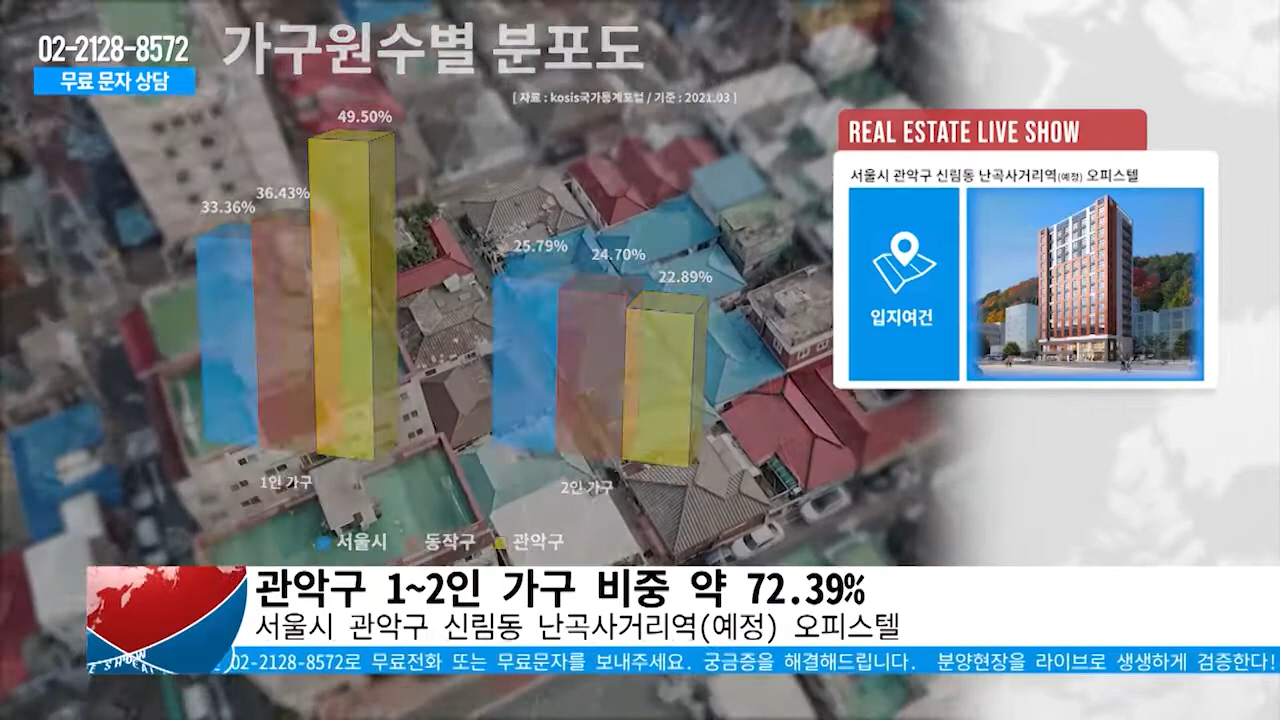 02-2128-8572
무료 문자 상담
가구원수별 분포도
[ 자료 : kosis국가통계포털 / 기준 : 2021.03 ]
49.50%
36.43%
33.36%
25.79%
24.70%
22.89%
1인 가구
2인 가구
서울시
동작구
관악구
REAL ESTATE LIVE SHOW
서울시 관악구 신림동 난곡사거리역(예정) 오피스텔
입지여건
관악구 1~2인 가구 비중 약 72.39%
서울시 관악구 신림동 난곡사거리역(예정) 오피스텔
02-2128-8572로 무료전화 또는 무료문자를 보내주세요. 궁금증을 해결해드립니다. 분양현장을 라이브로 생생하게 검증한다!